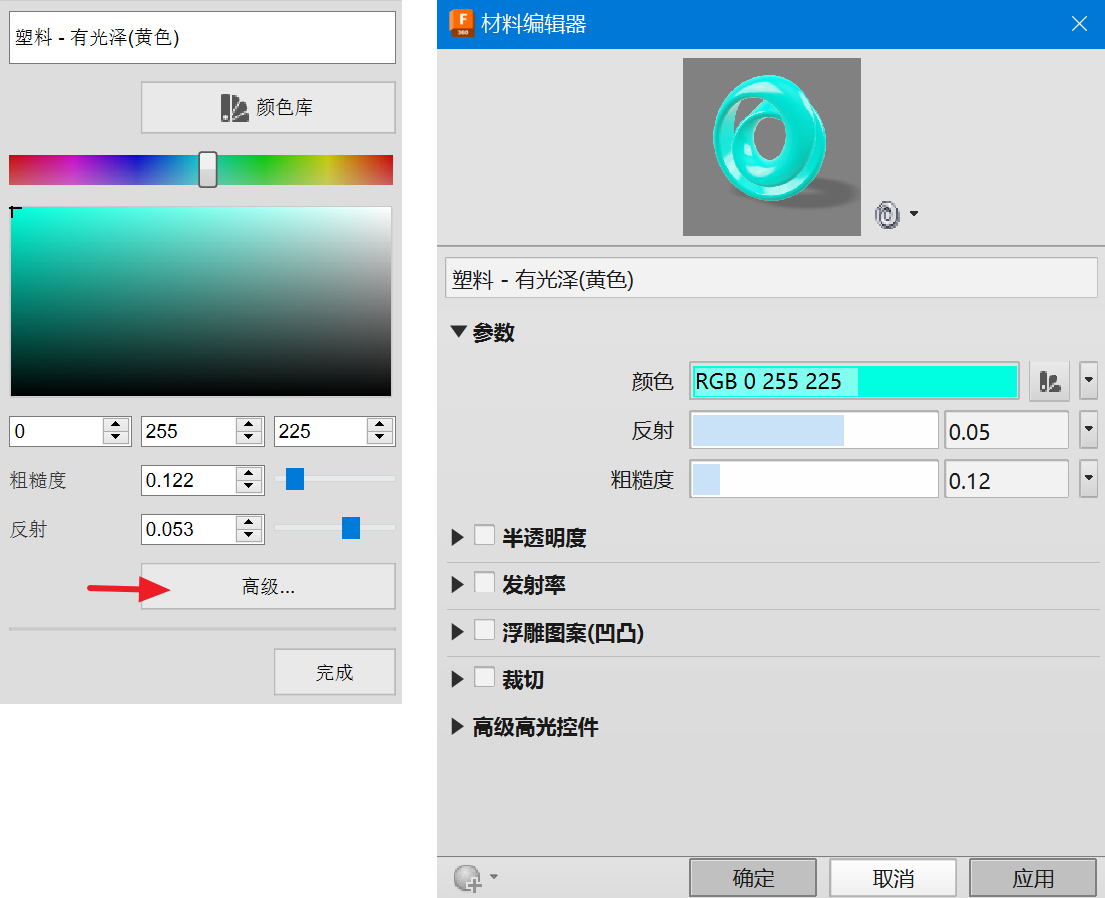 塑料 - 有光泽(黄色)
颜色库
0
255
225
粗糙度
0.122
反射
0.053
高级...
完成
F
360
材料编辑器
塑料 - 有光泽(黄色)
参数
颜色
RGB 0 255 225
反射
0.05
粗糙度
0.12
半透明度
发射率
浮雕图案(凹凸)
裁切
高级高光控件
确定
取消
应用